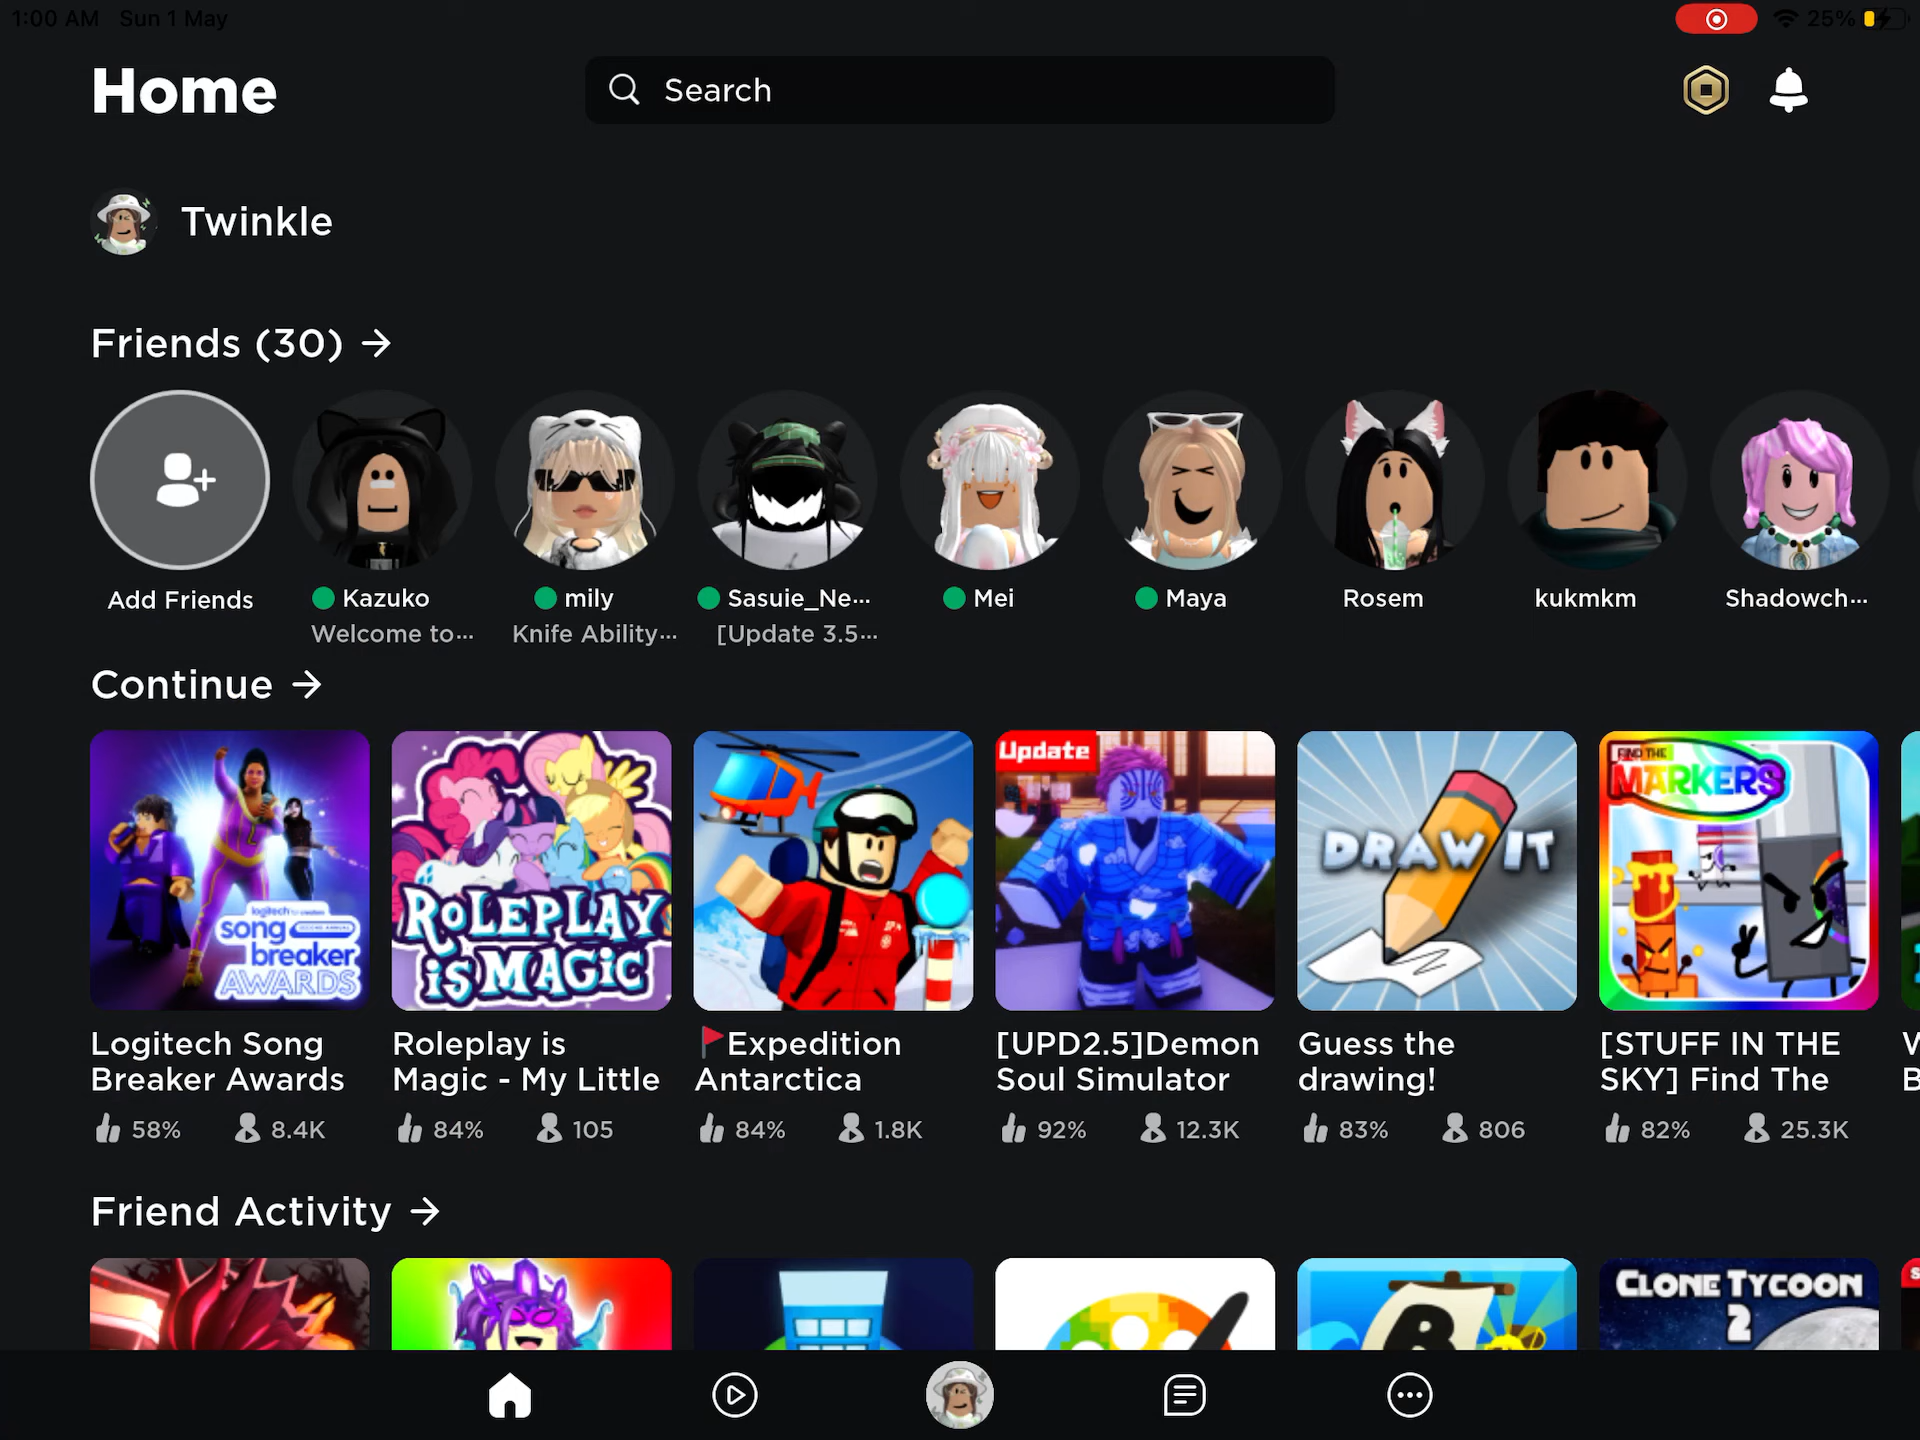 1:00 AM Sun 1 May
25%
Home
Search
Twinkle
Friends (30) →
Add Friends
Kazuko
mily
Sasuie_Ne...
Mei
Maya
Rosem
kukmkm
Shadowch...
Welcome to...
Knife Ability...
[Update 3.5...
Continue →
logitech
song
breaker
AWARDS
ROLEPLAY
iS MAGiC
Update
DRAW IT
FIND THE
MARKERS
Logitech Song
Breaker Awards
58% 8.4K
Roleplay is
Magic - My Little
84% 105
🚩Expedition
Antarctica
84% 1.8K
[UPD2.5]Demon
Soul Simulator
92% 12.3K
Guess the
drawing!
83% 806
[STUFF IN THE
SKY] Find The
82% 25.3K
Friend Activity →
B
CLONE TYCOON
2